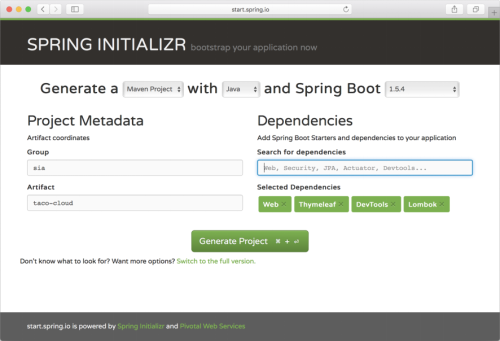 start.spring.io
SPRING INITIALIZR bootstrap your application now
Generate a Maven Project with Java and Spring Boot 1.5.4
Project Metadata
Artifact coordinates
Group
sia
Artifact
taco-cloud
Dependencies
Add Spring Boot Starters and dependencies to your application
Search for dependencies
Web, Security, JPA, Actuator, Devtools...
Selected Dependencies
Web × Thymeleaf × DevTools × Lombok ×
Generate Project ⌘ + ⏎
Don't know what to look for? Want more options? Switch to the full version.
start.spring.io is powered by Spring Initializr and Pivotal Web Services